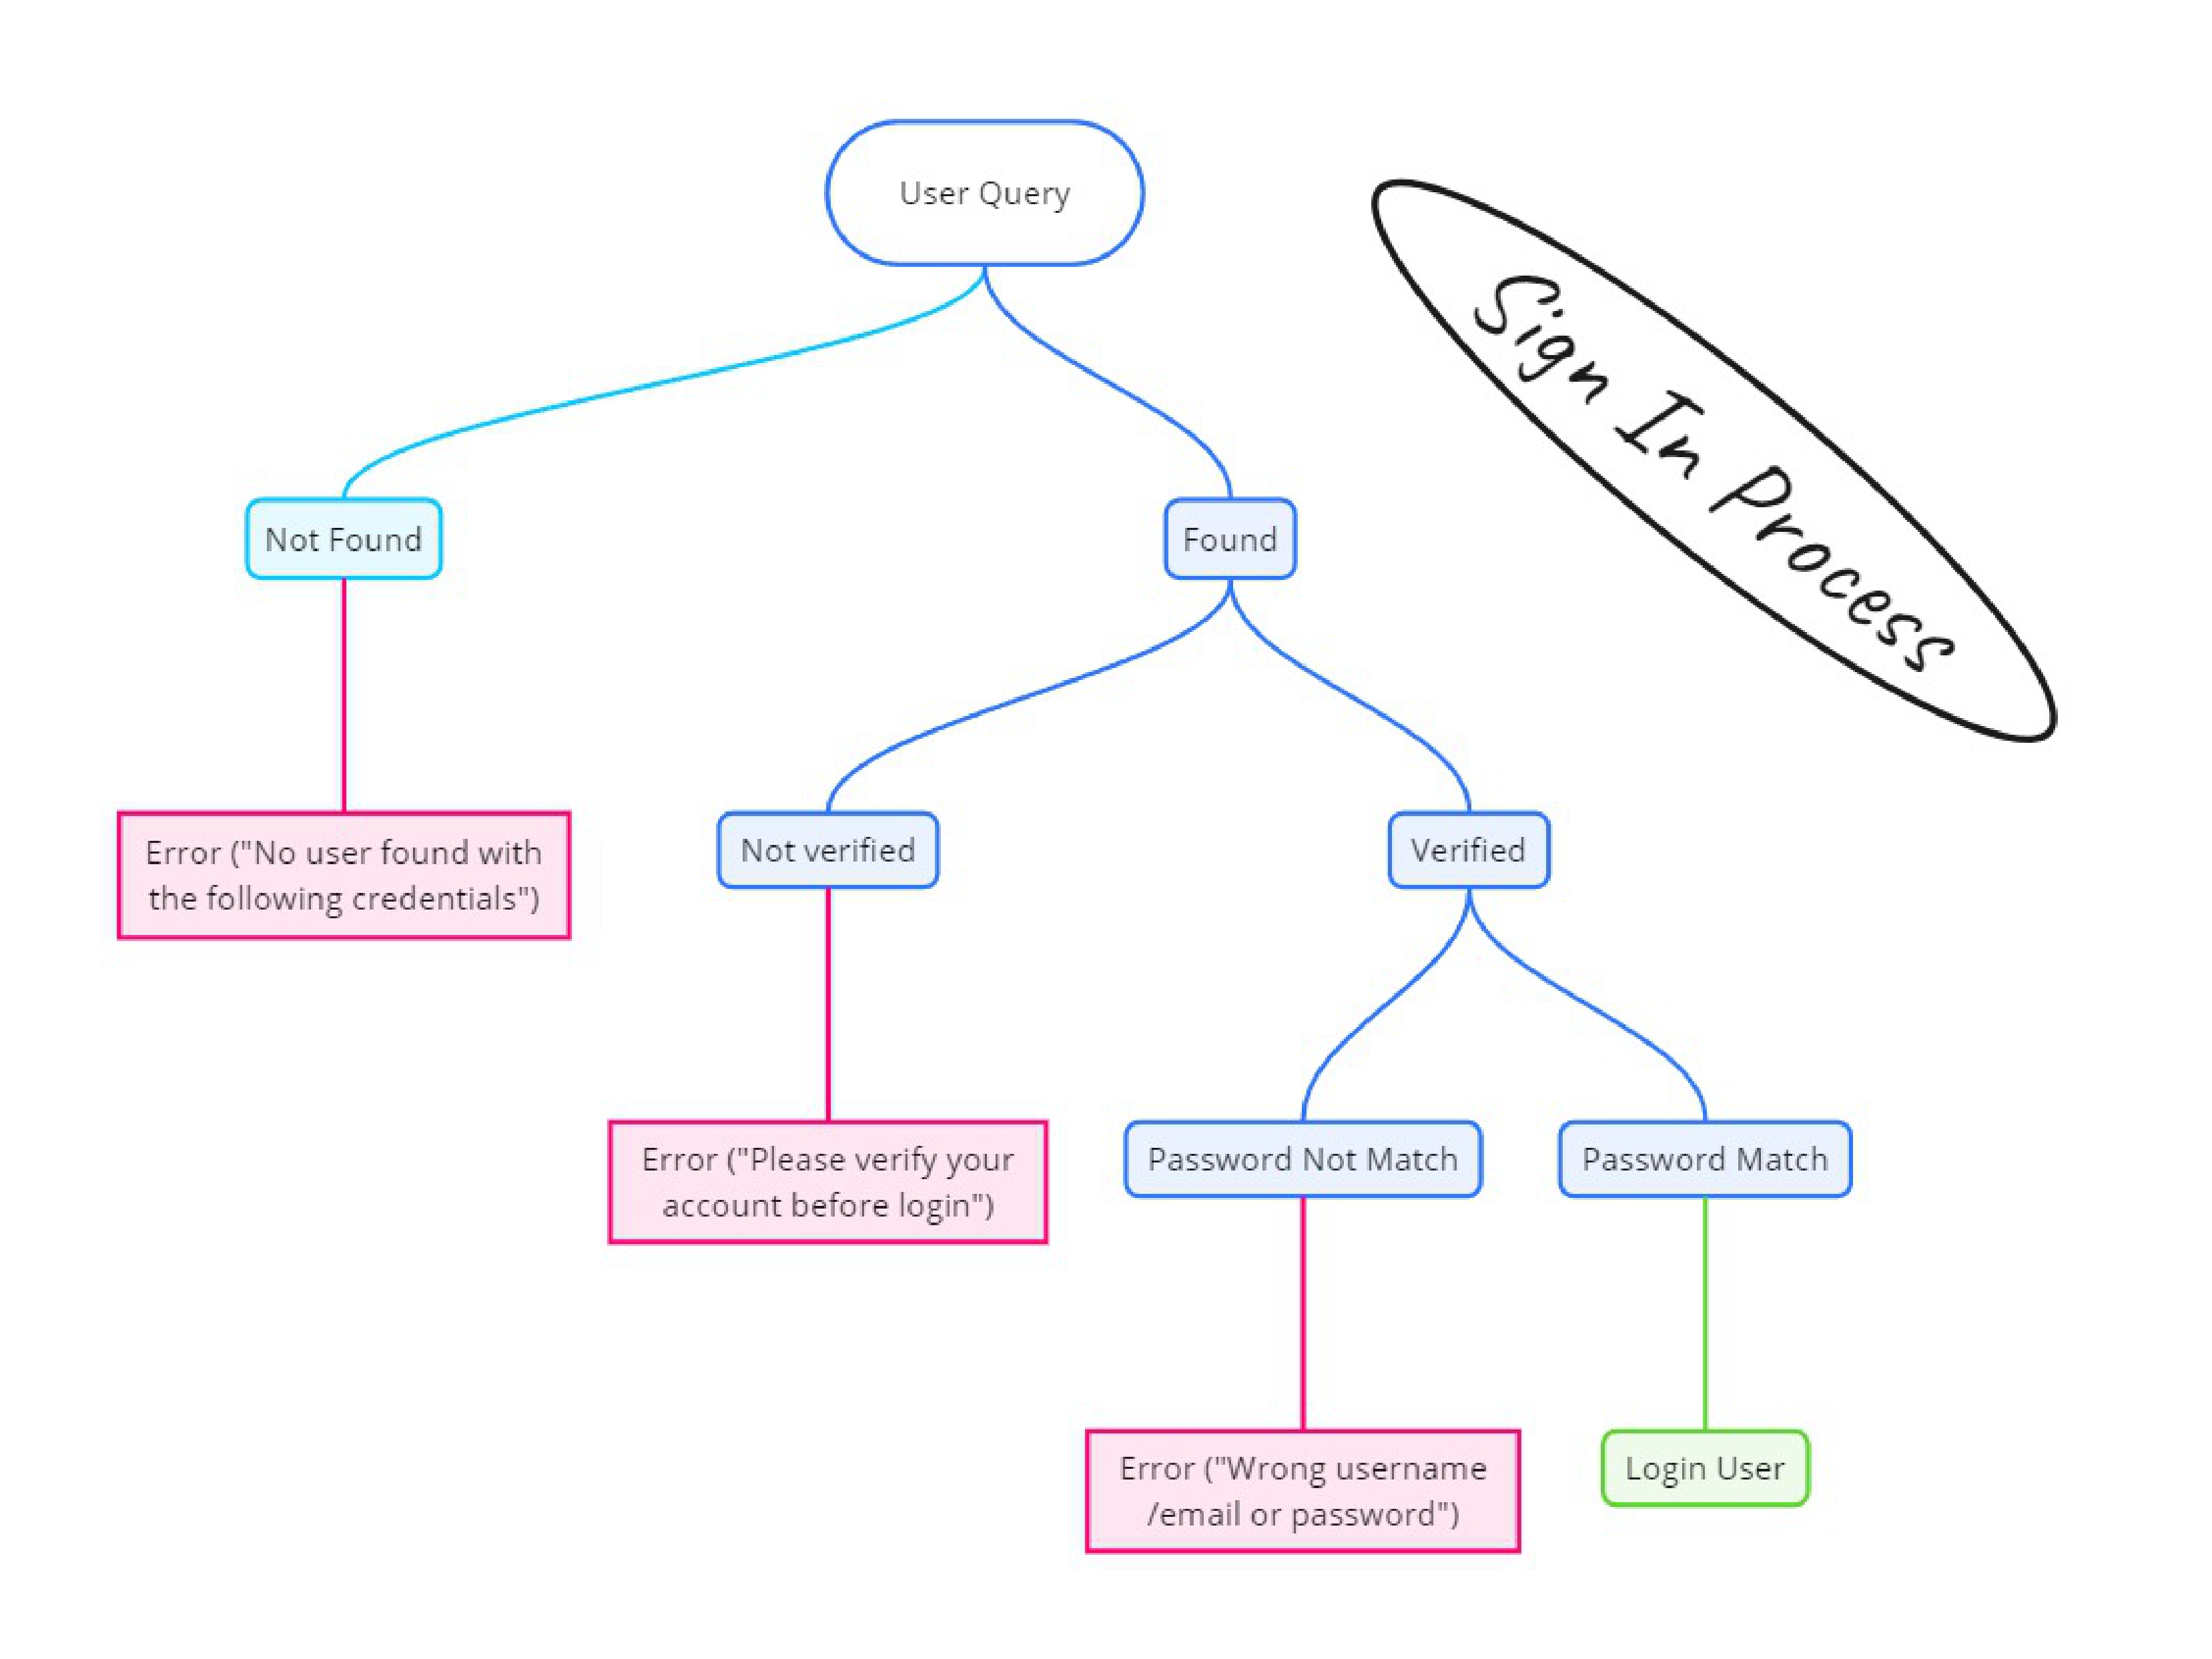 User Query
Sign In Process
Not Found
Found
Error ("No user found with
the following credentials")
Not verified
Verified
Error ("Please verify your
account before login")
Password Not Match
Password Match
Error ("Wrong username
/email or password")
Login User